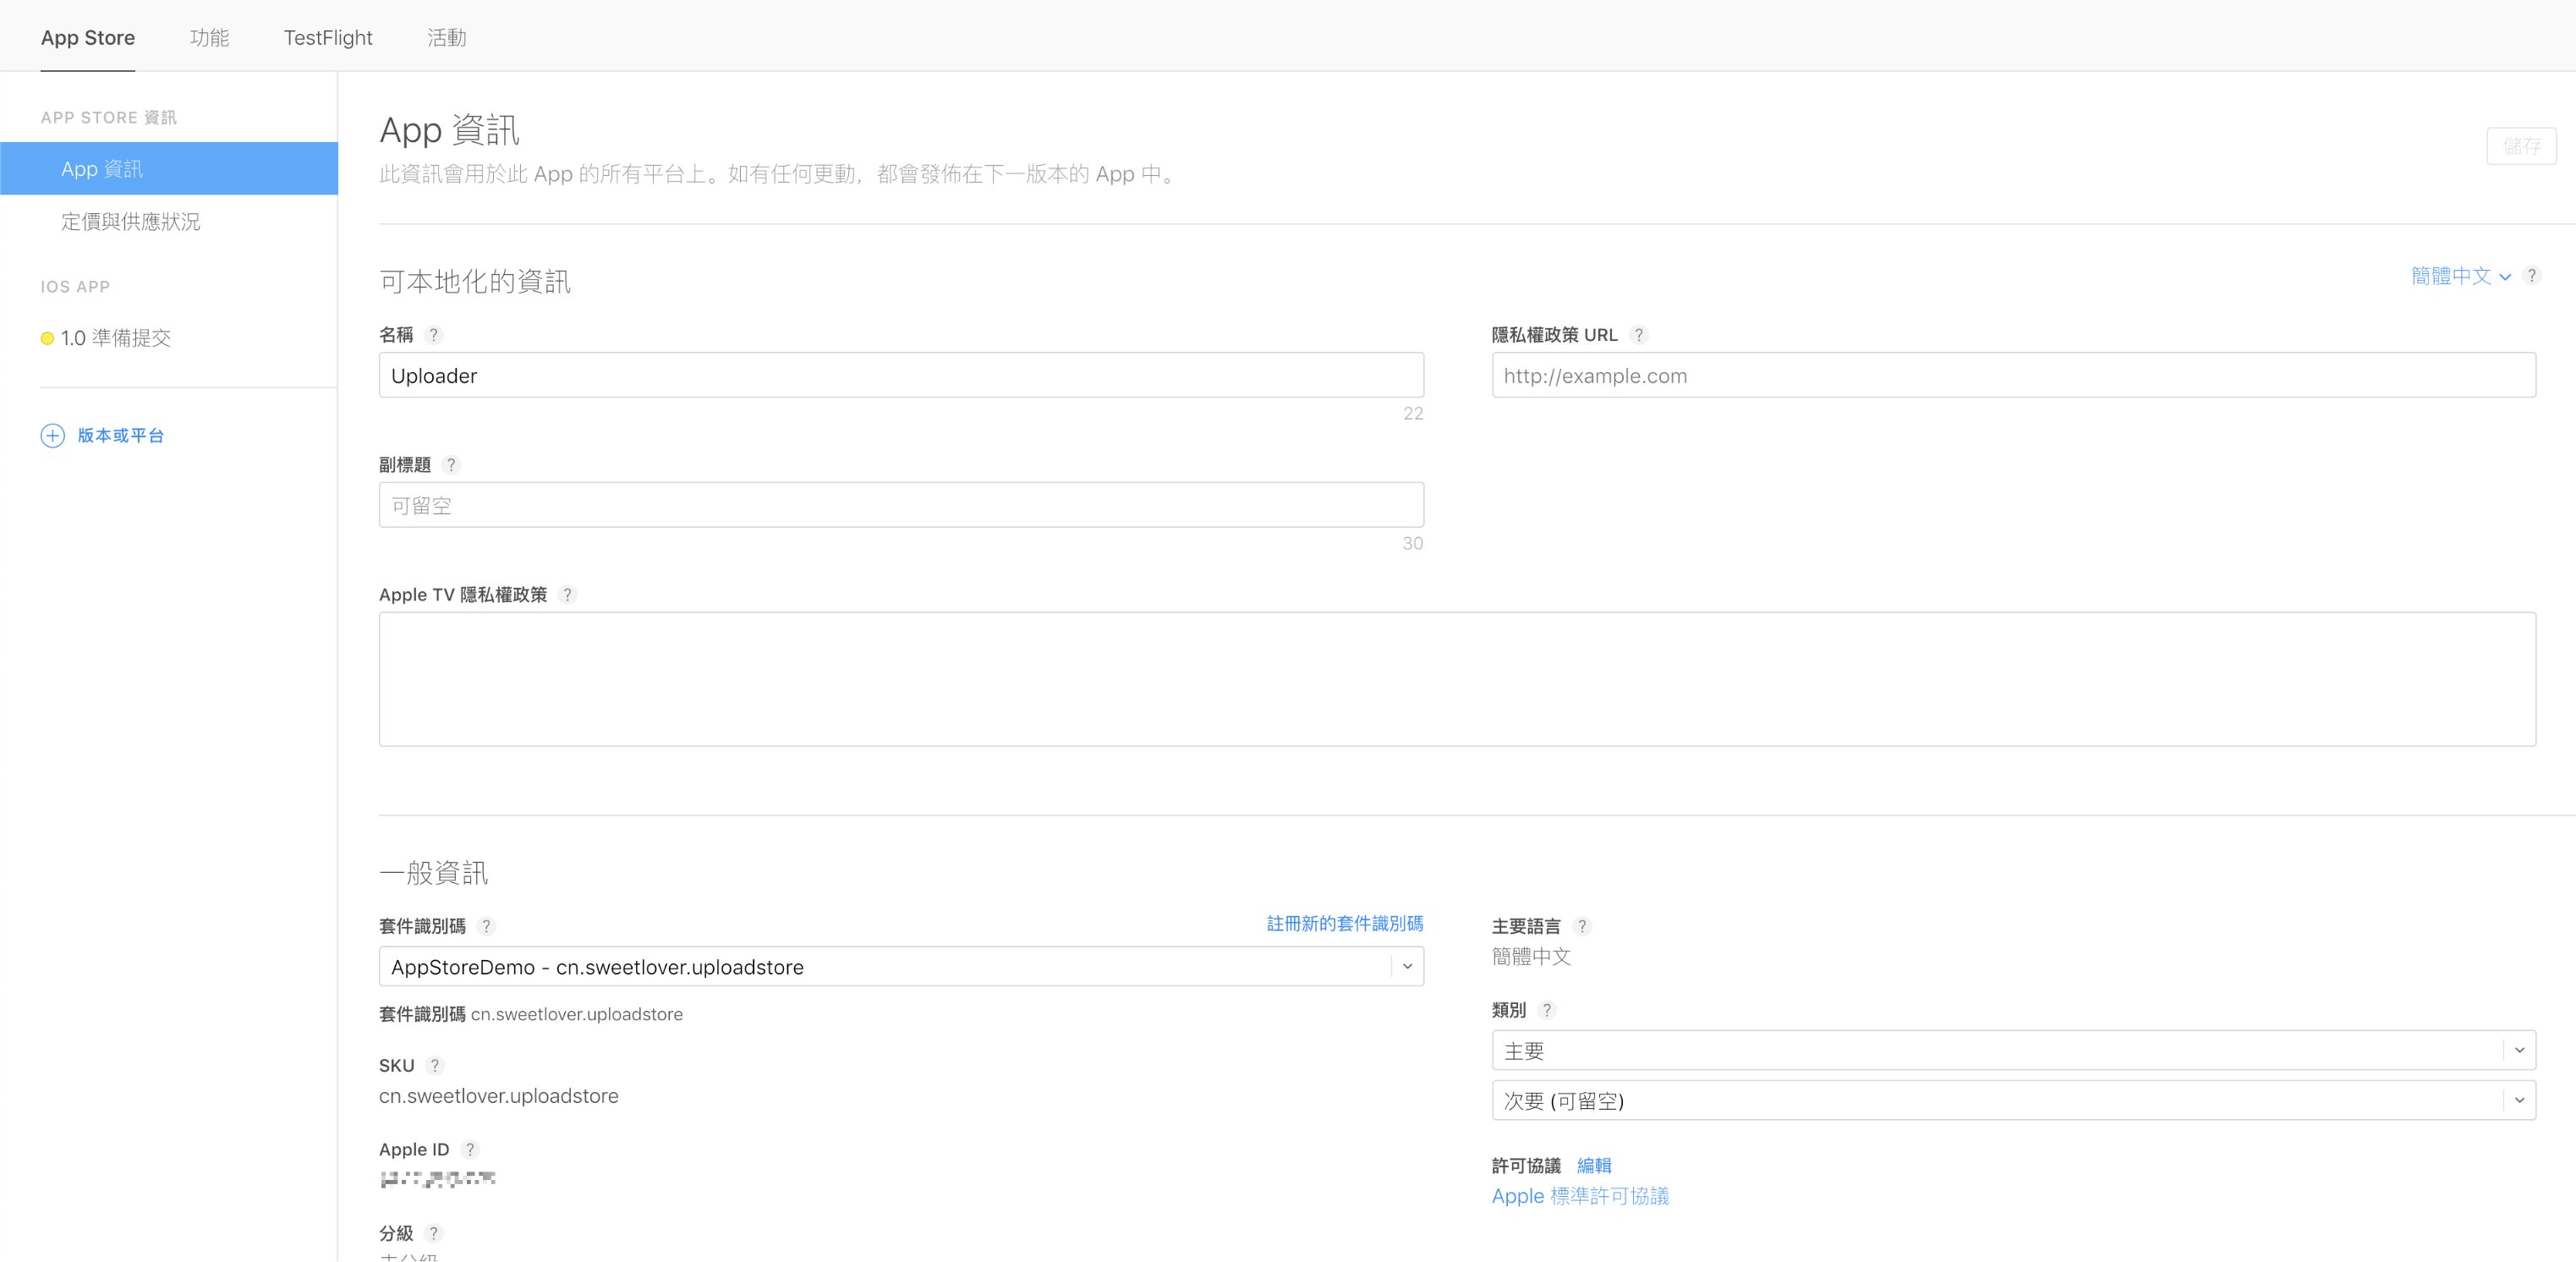 App Store 功能 TestFlight 活動
APP STORE 資訊
App 資訊
定價與供應狀況
IOS APP
1.0 準備提交
版本或平台
App 資訊
儲存
此資訊會用於此 App 的所有平台上。如有任何更動，都會發佈在下一版本的 App 中。
可本地化的資訊
簡體中文 ?
名稱 ?
Uploader
22
隱私權政策 URL ?
http://example.com
副標題 ?
可留空
30
Apple TV 隱私權政策 ?
一般資訊
套件識別碼 ? 註冊新的套件識別碼
AppStoreDemo - cn.sweetlover.uploadstore
套件識別碼 cn.sweetlover.uploadstore
SKU ?
cn.sweetlover.uploadstore
Apple ID ?
分級 ?
主要語言 ?
簡體中文
類別 ?
主要
次要 (可留空)
許可協議 編輯
Apple 標準許可協議